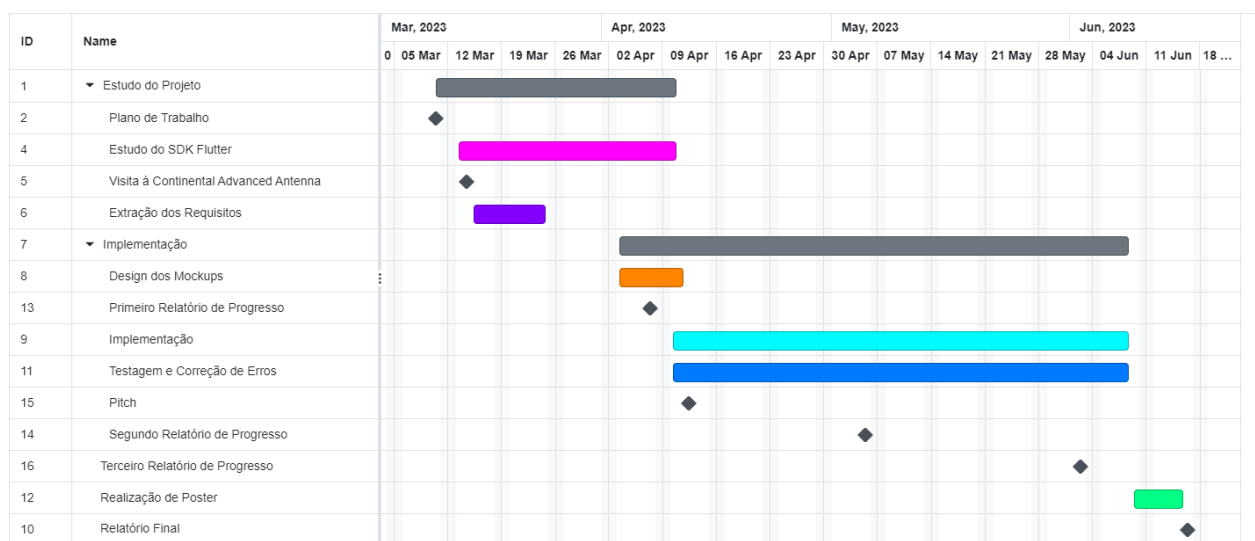 ID Name Mar, 2023 Apr, 2023 May, 2023 Jun, 2023
0 05 Mar 12 Mar 19 Mar 26 Mar 02 Apr 09 Apr 16 Apr 23 Apr 30 Apr 07 May 14 May 21 May 28 May 04 Jun 11 Jun 18 ...
1 Estudo do Projeto
2 Plano de Trabalho
4 Estudo do SDK Flutter
5 Visita à Continental Advanced Antenna
6 Extração dos Requisitos
7 Implementação
8 Design dos Mockups
13 Primeiro Relatório de Progresso
9 Implementação
11 Testagem e Correção de Erros
15 Pitch
14 Segundo Relatório de Progresso
16 Terceiro Relatório de Progresso
12 Realização de Poster
10 Relatório Final